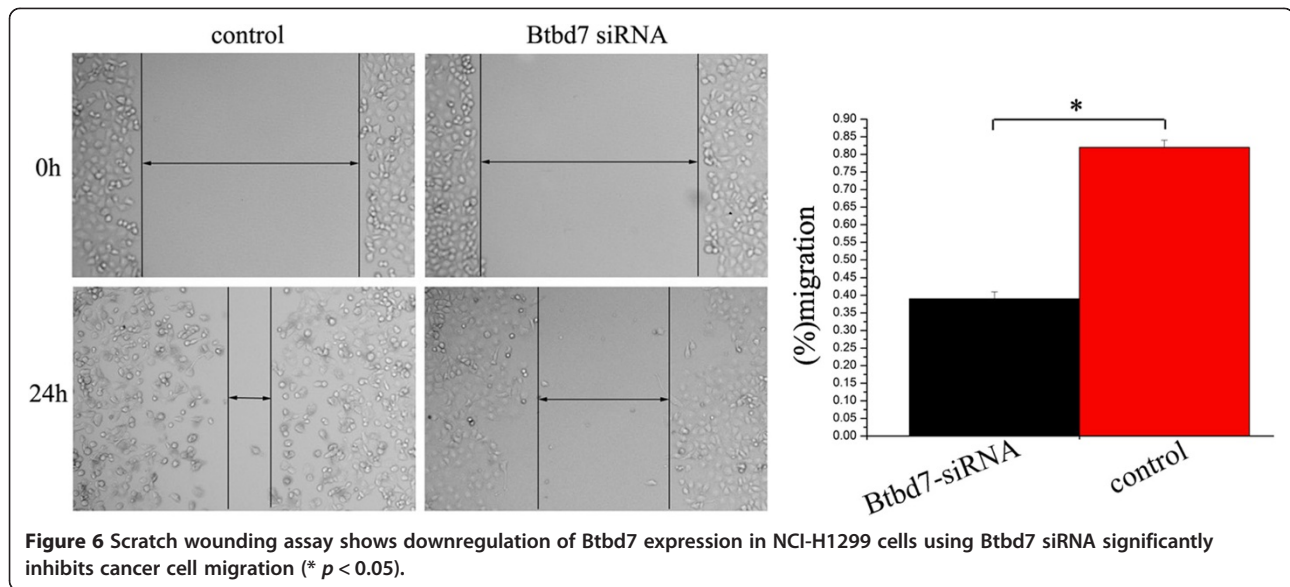 control
Btbd7 siRNA
0h
24h
*
(%)migration
0.90
0.85
0.80
0.75
0.70
0.65
0.60
0.55
0.50
0.45
0.40
0.35
0.30
0.25
0.20
0.15
0.10
0.05
0.00
Btbd7-siRNA
control
Figure 6 Scratch wounding assay shows downregulation of Btbd7 expression in NCI-H1299 cells using Btbd7 siRNA significantly
inhibits cancer cell migration (* p < 0.05).